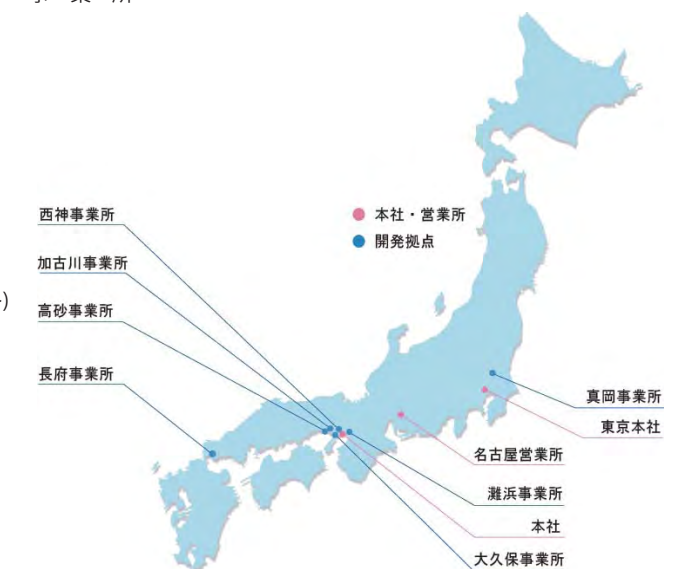 西神事業所
本社・営業所
開発拠点
加古川事業所
高砂事業所
長府事業所
真岡事業所
東京本社
名古屋営業所
灘浜事業所
本社
大久保事業所